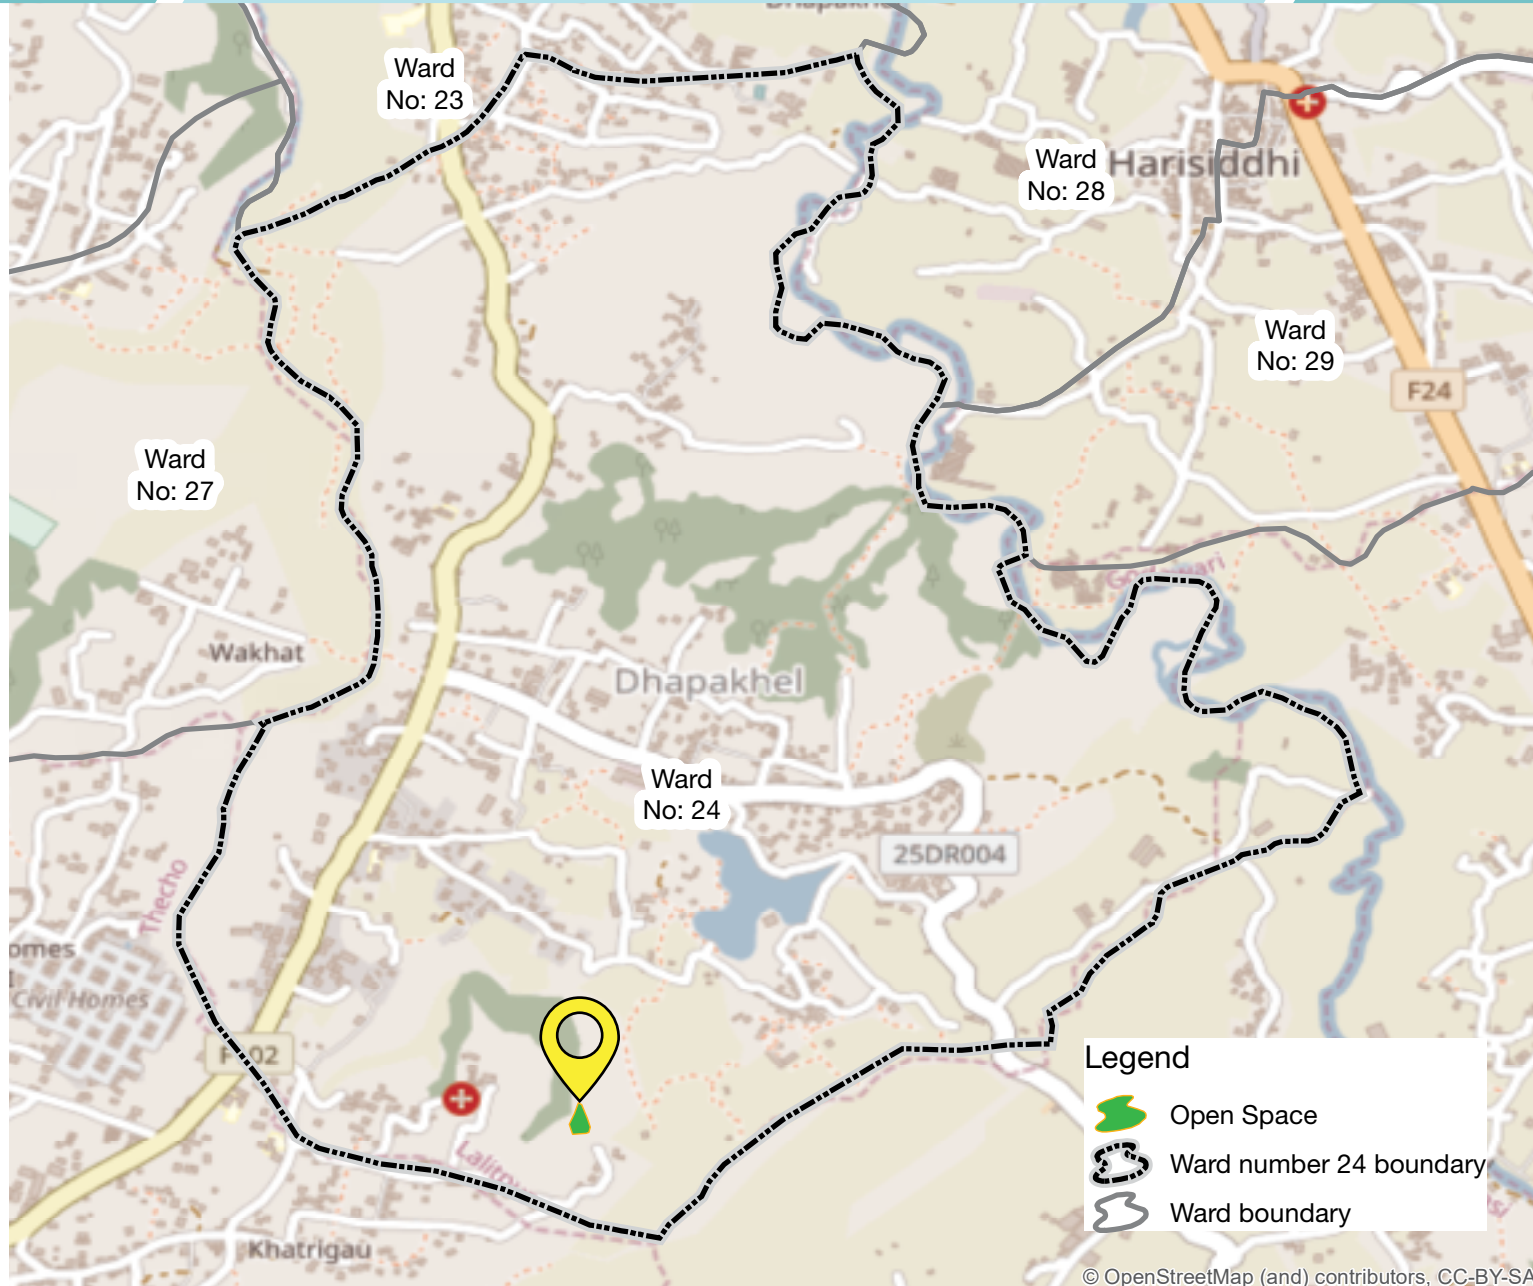 Ward
No: 23
Ward
No: 28
Harisiddhi
Ward
No: 29
F24
Ward
No: 27
Wakhat
Dhapakhel
Ward
No: 24
25DR004
Thecho
omes
Civil Homes
Khatrigau
Legend
Open Space
Ward number 24 boundary
Ward boundary
© OpenStreetMap (and) contributors, CC-BY-SA